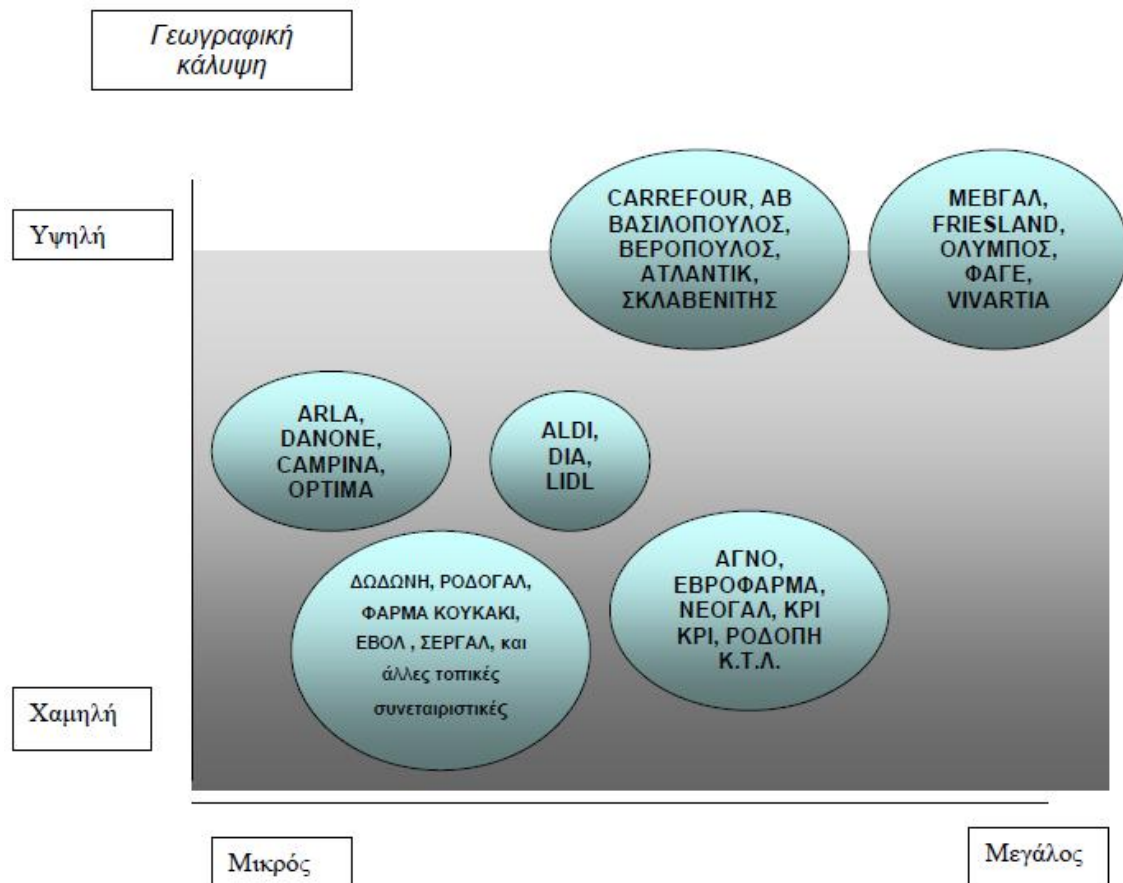 Γεωγραφική
κάλυψη
Υψηλή
CARREFOUR, ΑΒ
ΒΑΣΙΛΟΠΟΥΛΟΣ,
ΒΕΡΟΠΟΥΛΟΣ,
ΑΤΛΑΝΤΙΚ,
ΣΚΛΑΒΕΝΙΤΗΣ
ΜΕΒΓΑΛ,
FRIESLAND,
ΟΛΥΜΠΟΣ,
ΦΑΓΕ,
VIVARTIA
ARLA,
DANONE,
CAMPINA,
OPTIMA
ALDI,
DIA,
LIDL
ΔΩΔΩΝΗ, ΡΟΔΟΓΑΛ,
ΦΑΡΜΑ ΚΟΥΚΑΚΙ,
ΕΒΟΛ , ΣΕΡΓΑΛ, και
άλλες τοπικές
συνεταιριστικές
ΑΓΝΟ,
ΕΒΡΟΦΑΡΜΑ,
ΝΕΟΓΑΛ, ΚΡΙ
ΚΡΙ, ΡΟΔΟΠΗ
Κ.Τ.Λ.
Χαμηλή
Μικρός
Μεγάλος